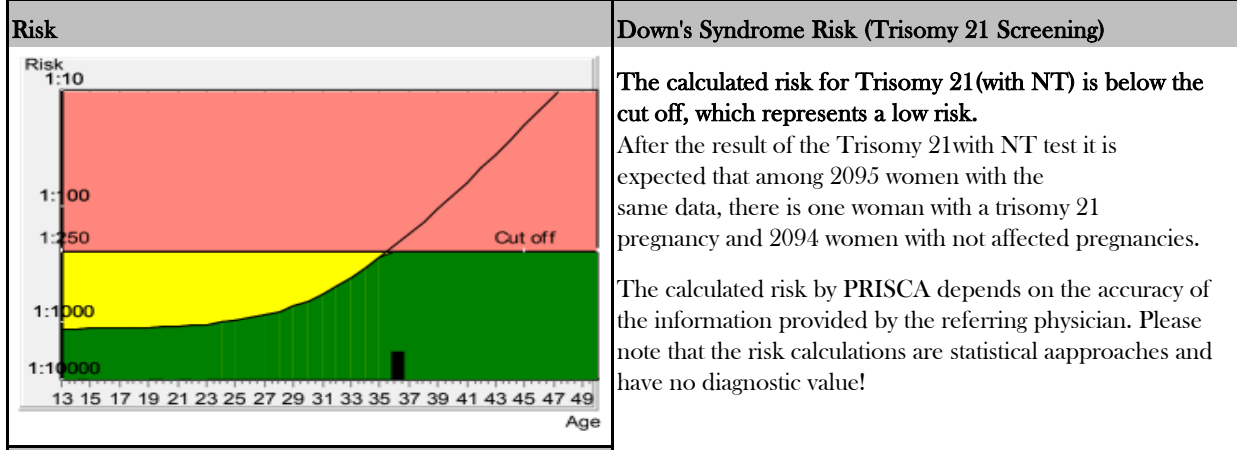 Risk
Risk
1:10
1:100
1:250
Cut off
1:1000
1:10000
13 15 17 19 21 23 25 27 29 31 33 35 37 39 41 43 45 47 49
Age
Down's Syndrome Risk (Trisomy 21 Screening)
The calculated risk for Trisomy 21(with NT) is below the
cut off, which represents a low risk.
After the result of the Trisomy 21with NT test it is
expected that among 2095 women with the
same data, there is one woman with a trisomy 21
pregnancy and 2094 women with not affected pregnancies.
The calculated risk by PRISCA depends on the accuracy of
the information provided by the referring physician. Please
note that the risk calculations are statistical aapproaches and
have no diagnostic value!